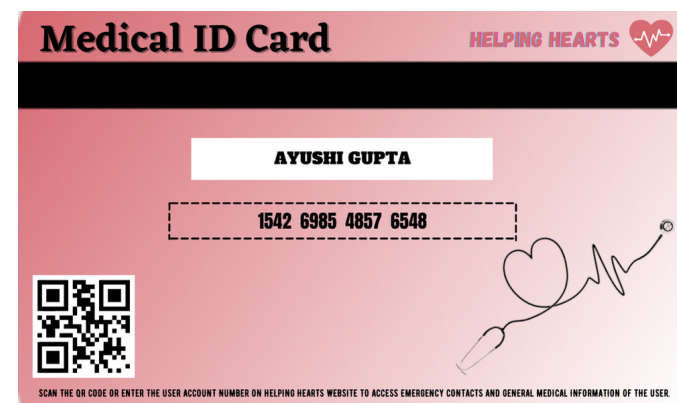 Medical ID Card
HELPING HEARTS
AYUSHI GUPTA
1542 6985 4857 6548
SCAN THE QR CODE OR ENTER THE USER ACCOUNT NUMBER ON HELPING HEARTS WEBSITE TO ACCESS EMERGENCY CONTACTS AND GENERAL MEDICAL INFORMATION OF THE USER.